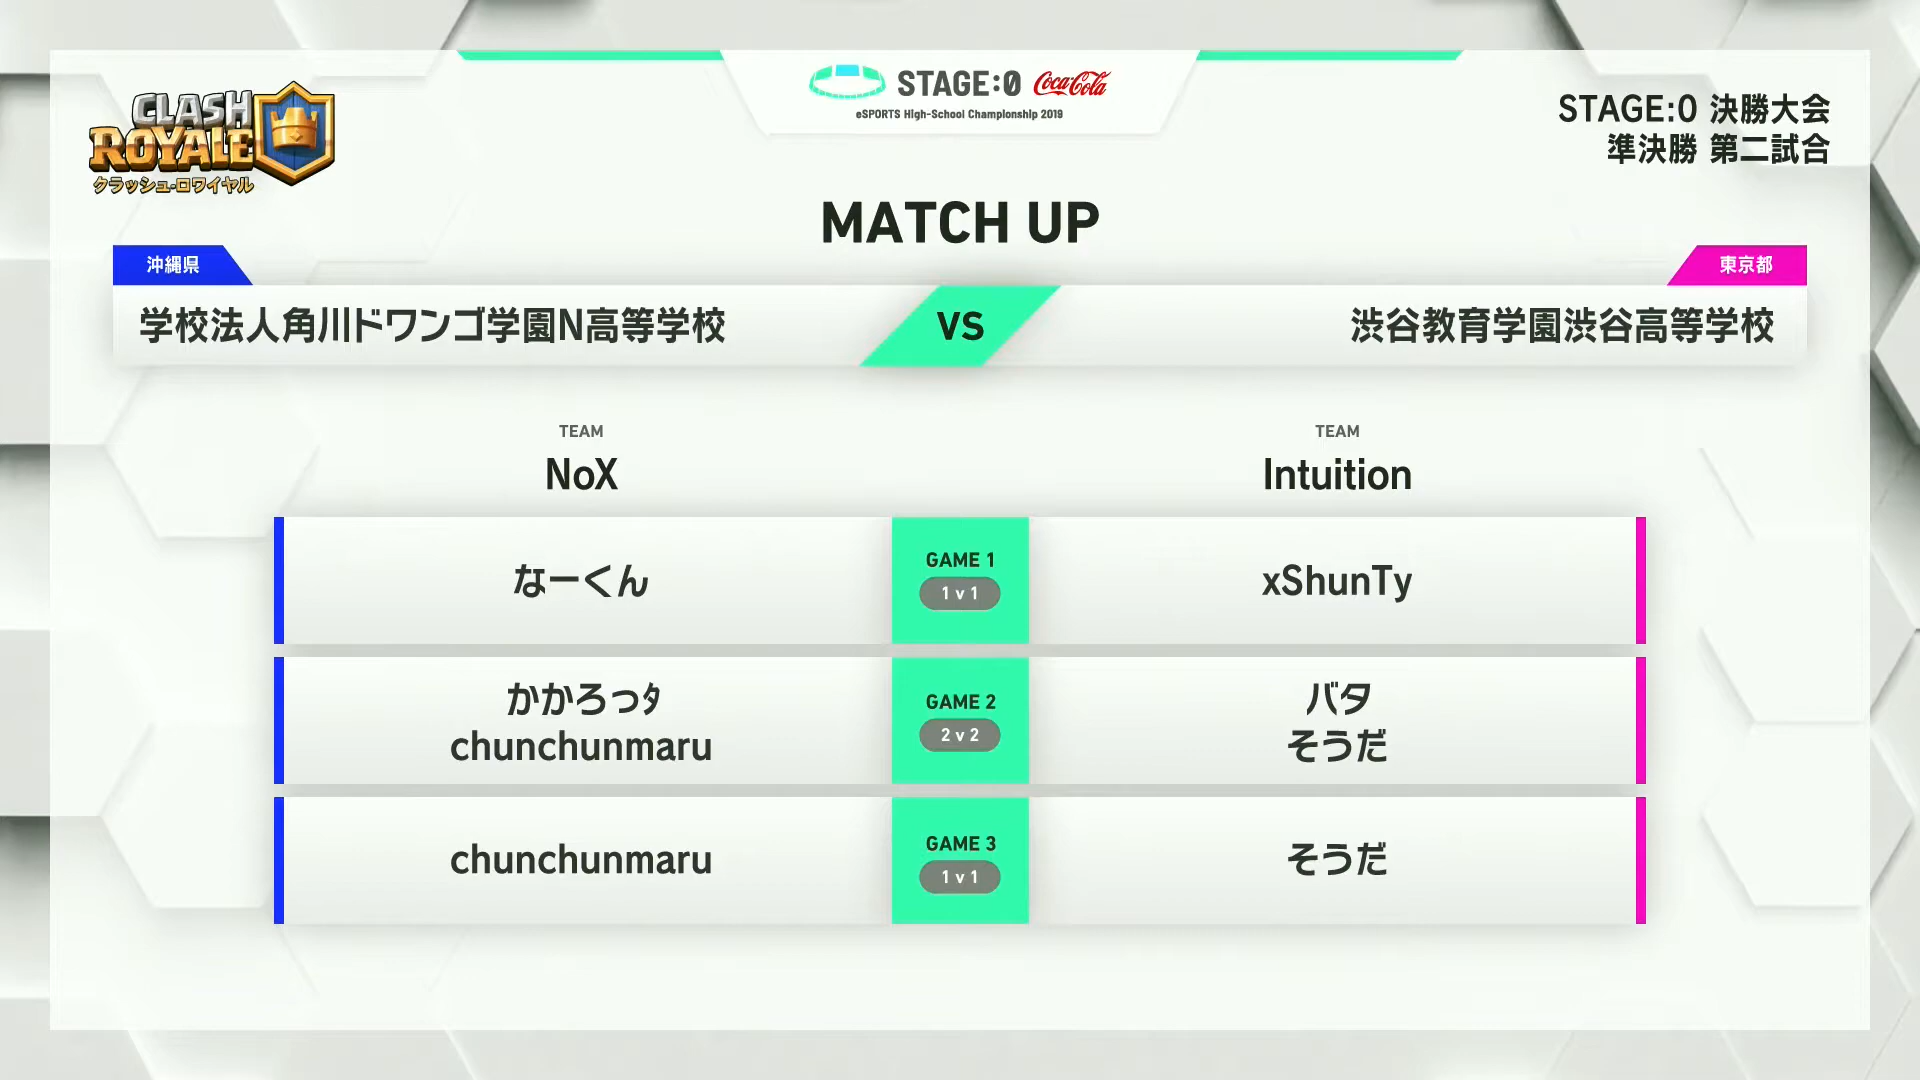 CLASH
ROYALE
クラッシュ・ロワイヤル
STAGE:0 Coca-Cola
eSPORTS High-School Championship 2019
STAGE:0 決勝大会
準決勝 第二試合
MATCH UP
沖縄県
東京都
学校法人角川ドワンゴ学園N高等学校
VS
渋谷教育学園渋谷高等学校
TEAM
NoX
TEAM
Intuition
なーくん
GAME 1
1 v 1
xShunTy
かかろっﾀ
chunchunmaru
GAME 2
2 v 2
バタ
そうだ
chunchunmaru
GAME 3
1 v 1
そうだ